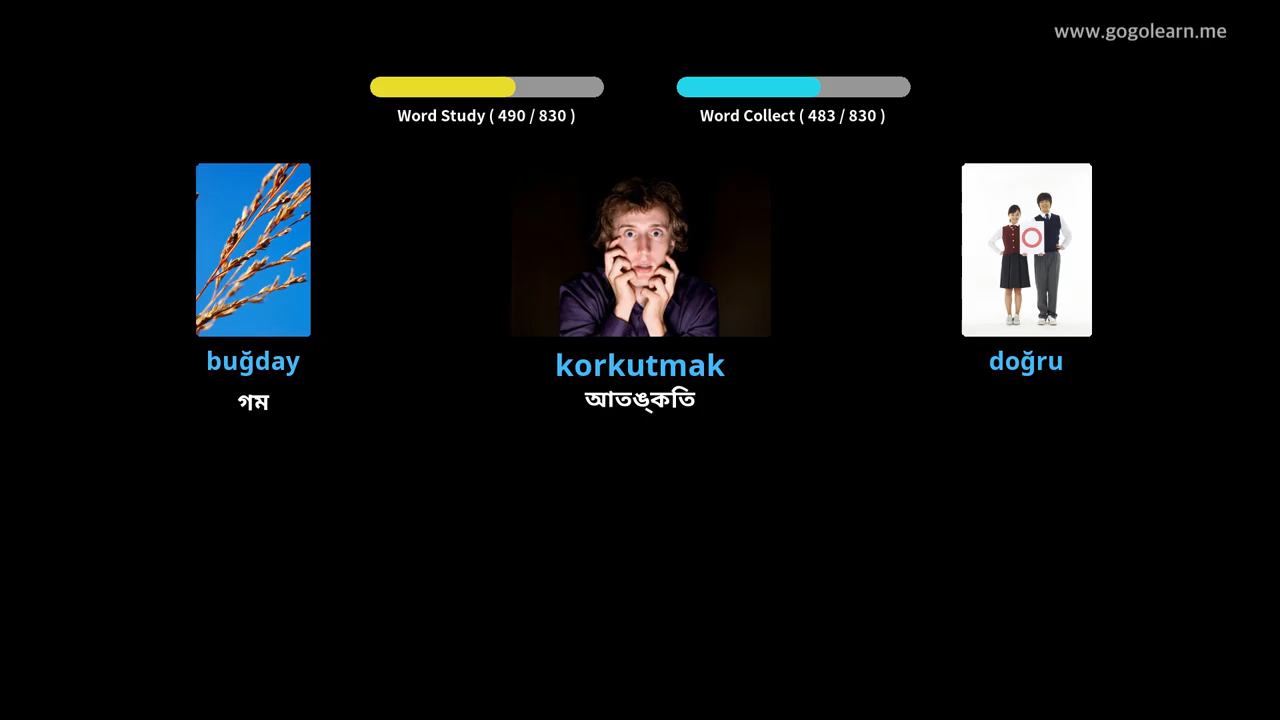 www.gogolearn.me
Word Study ( 490 / 830 )
Word Collect ( 483 / 830 )
buğday
korkutmak
doğru
গম
আতঙ্কতি